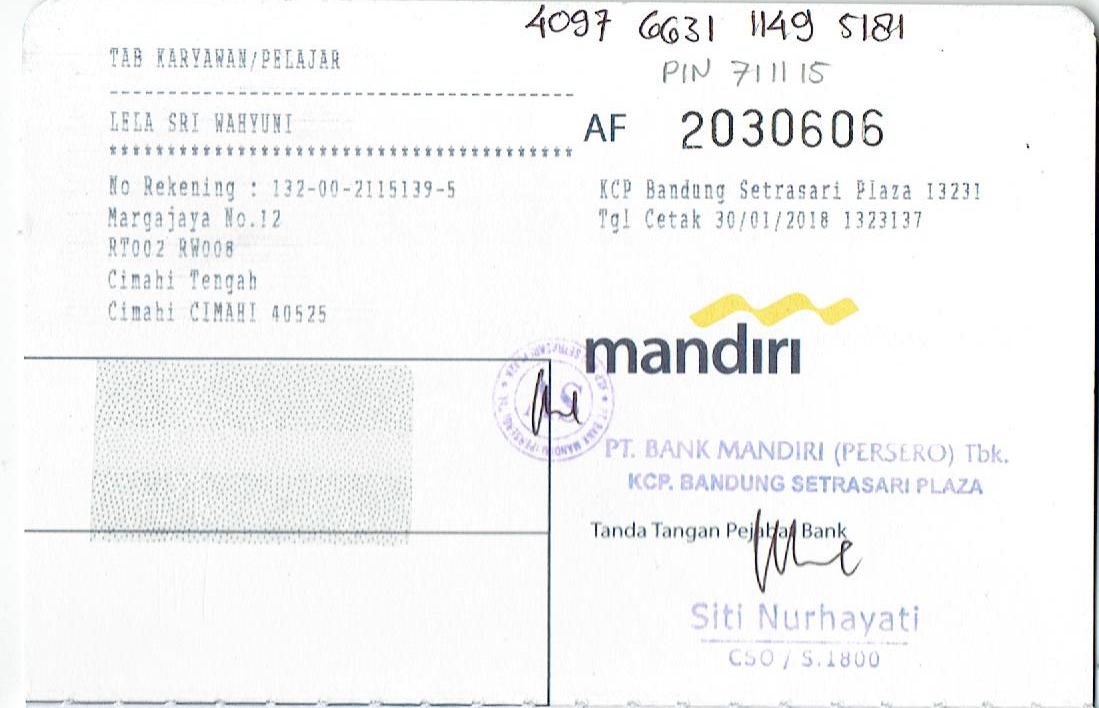 4097 6631 1149 5181
PIN 711115
TAB KARYAWAN/PELAJAR
LELA SRI WAHYUNI
AF 2030606
No Rekening : 132-00-2115139-5
Margajaya No.12
RT002 RW008
Cimahi Tengah
Cimahi CIMAHI 40525
KCP Bandung Setrasari Plaza 13231
Tgl Cetak 30/01/2018 1323137
mandiri
PT. BANK MANDIRI (PERSERO) Tbk.
KCP. BANDUNG SETRASARI PLAZA
Tanda Tangan Pejabat Bank
Siti Nurhayati
CSO / S.1800